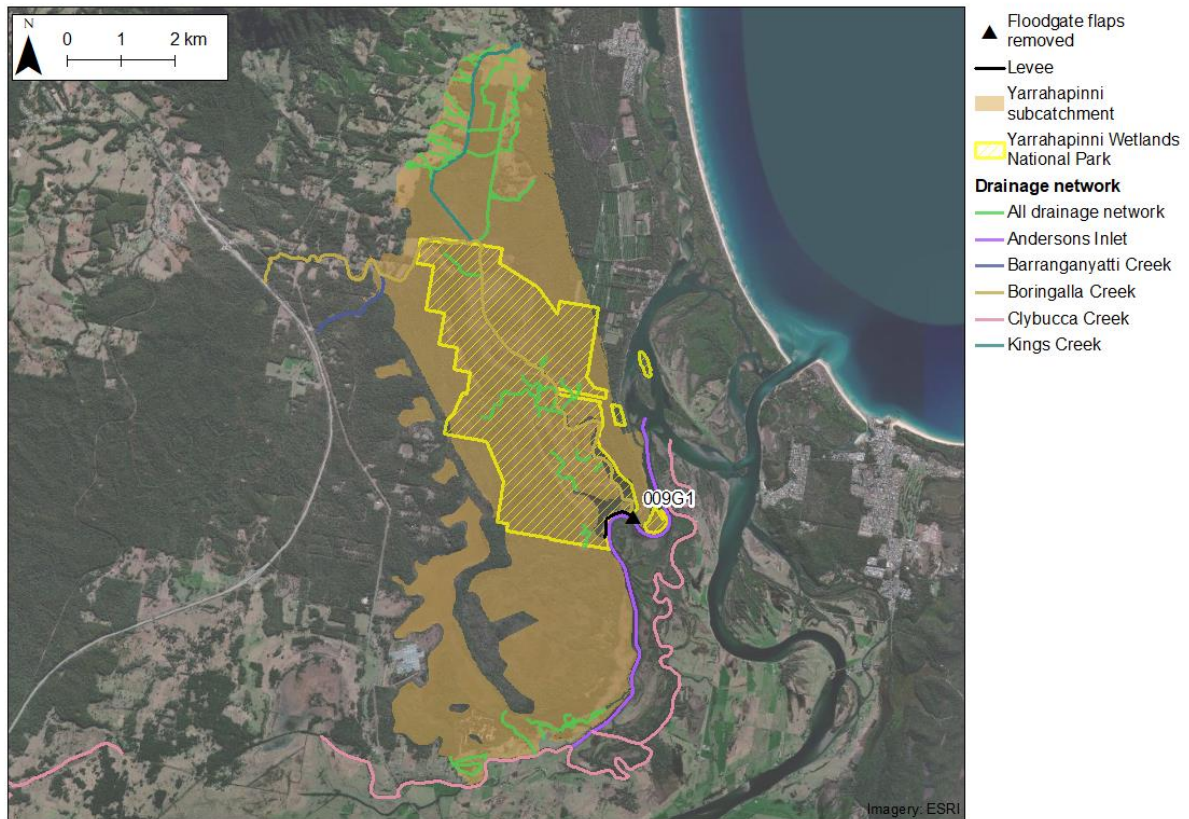 N
0 1 2 km
009G1
Imagery: ESRI
Floodgate flaps
removed
Levee
Yarrahapinni
subcatchment
Yarrahapinni Wetlands
National Park
Drainage network
All drainage network
Andersons Inlet
Barranganyatti Creek
Boringalla Creek
Clybucca Creek
Kings Creek